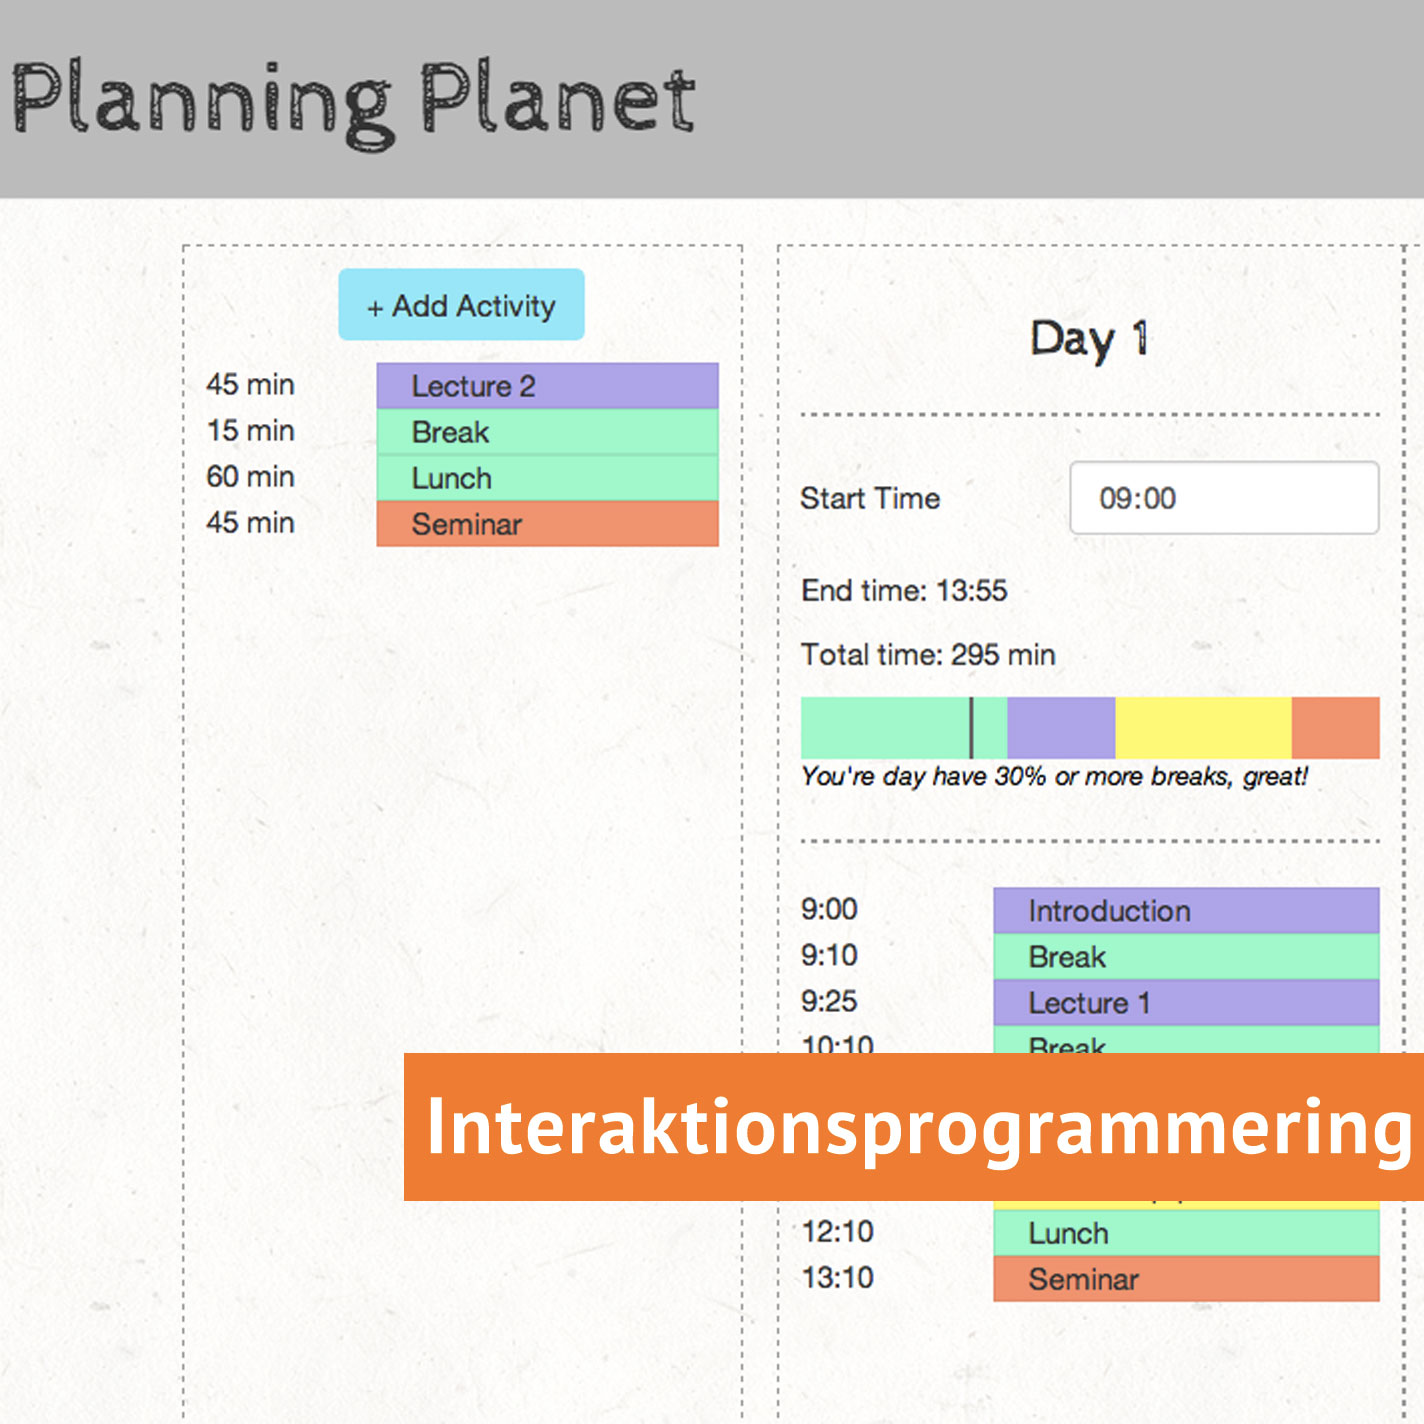 Planning Planet
+ Add Activity
45 min Lecture 2
15 min Break
60 min Lunch
45 min Seminar
Day 1
Start Time 09:00
End time: 13:55
Total time: 295 min
You're day have 30% or more breaks, great!
9:00 Introduction
9:10 Break
9:25 Lecture 1
10:10 Break
Interaktionsprogrammering
12:10 Lunch
13:10 Seminar